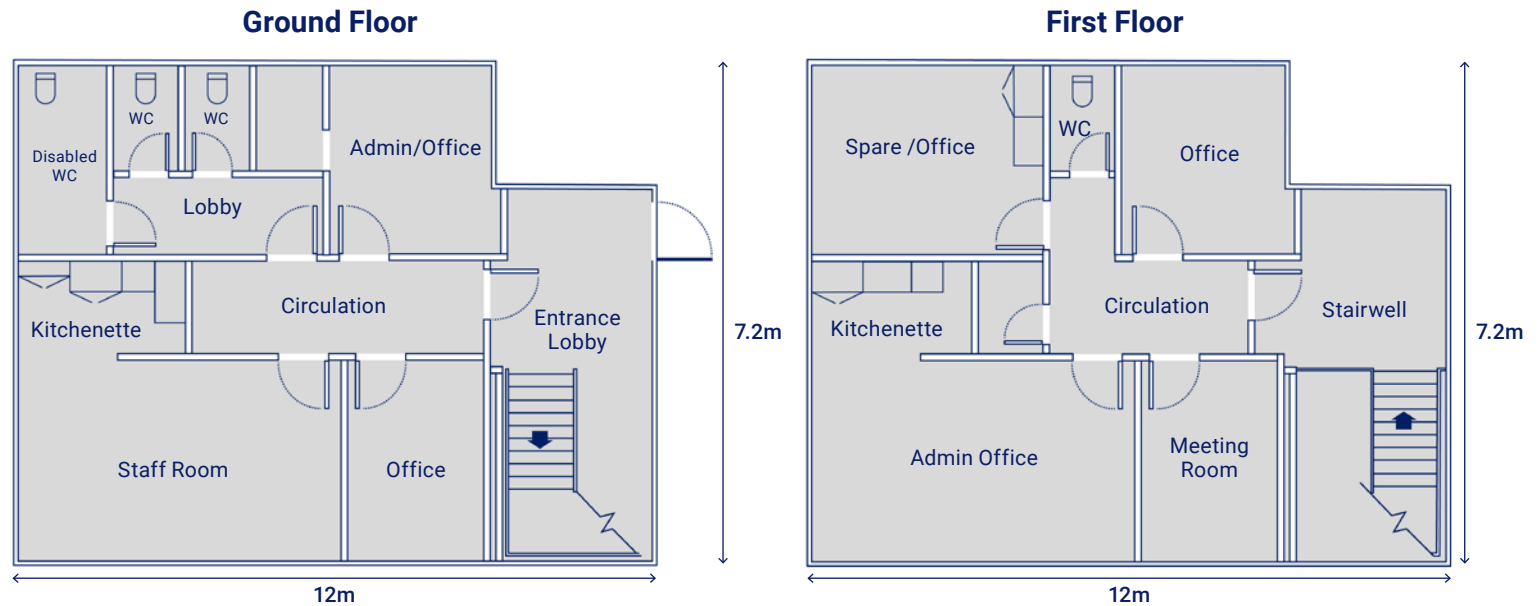 Ground Floor
WC
WC
Disabled
WC
Admin/Office
Lobby
Circulation
Kitchenette
Entrance
Lobby
Staff Room
Office
7.2m
12m
First Floor
Spare /Office
WC
Office
Circulation
Kitchenette
Stairwell
Admin Office
Meeting
Room
7.2m
12m